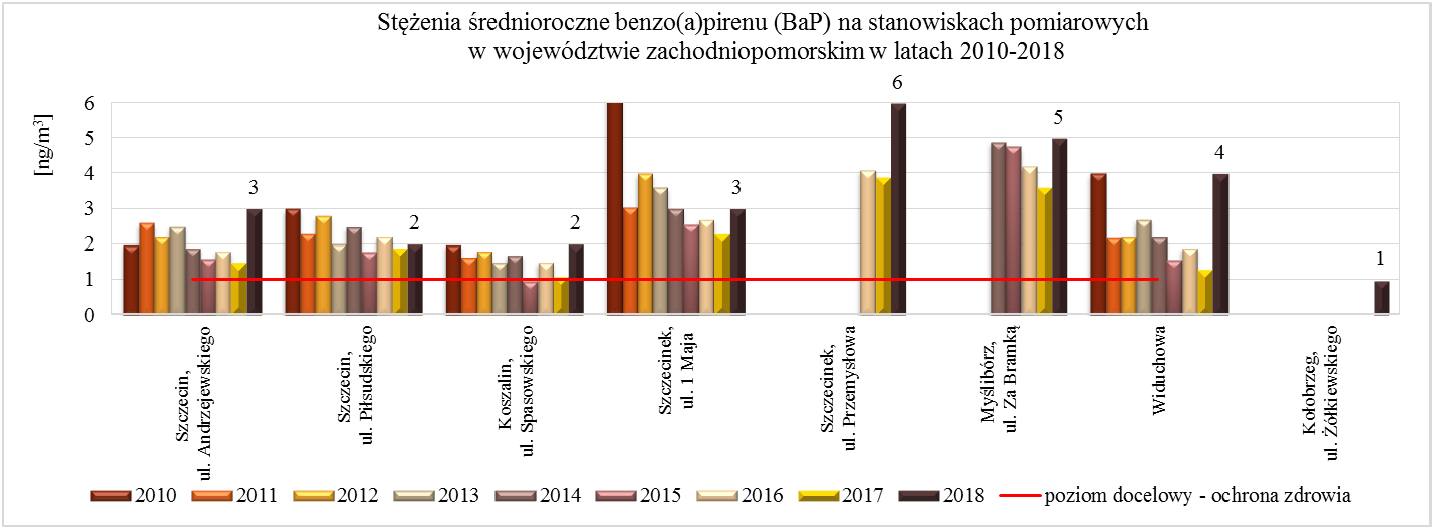 Stężenia średnioroczne benzo(a)pirenu (BaP) na stanowiskach pomiarowych
w województwie zachodniopomorskim w latach 2010-2018
[ng/m³]
6
5
4
3
2
1
0
3
2
2
3
6
5
4
1
Szczecin,
ul. Andrzejewskiego
Szczecin,
ul. Piłsudskiego
Koszalin,
ul. Spasowskiego
Szczecinek,
ul. 1 Maja
Szczecinek,
ul. Przemysłowa
Myślibórz,
ul. Za Bramką
Widuchowa
Kołobrzeg,
ul. Żółkiewskiego
2010 2011 2012 2013 2014 2015 2016 2017 2018 poziom docelowy - ochrona zdrowia